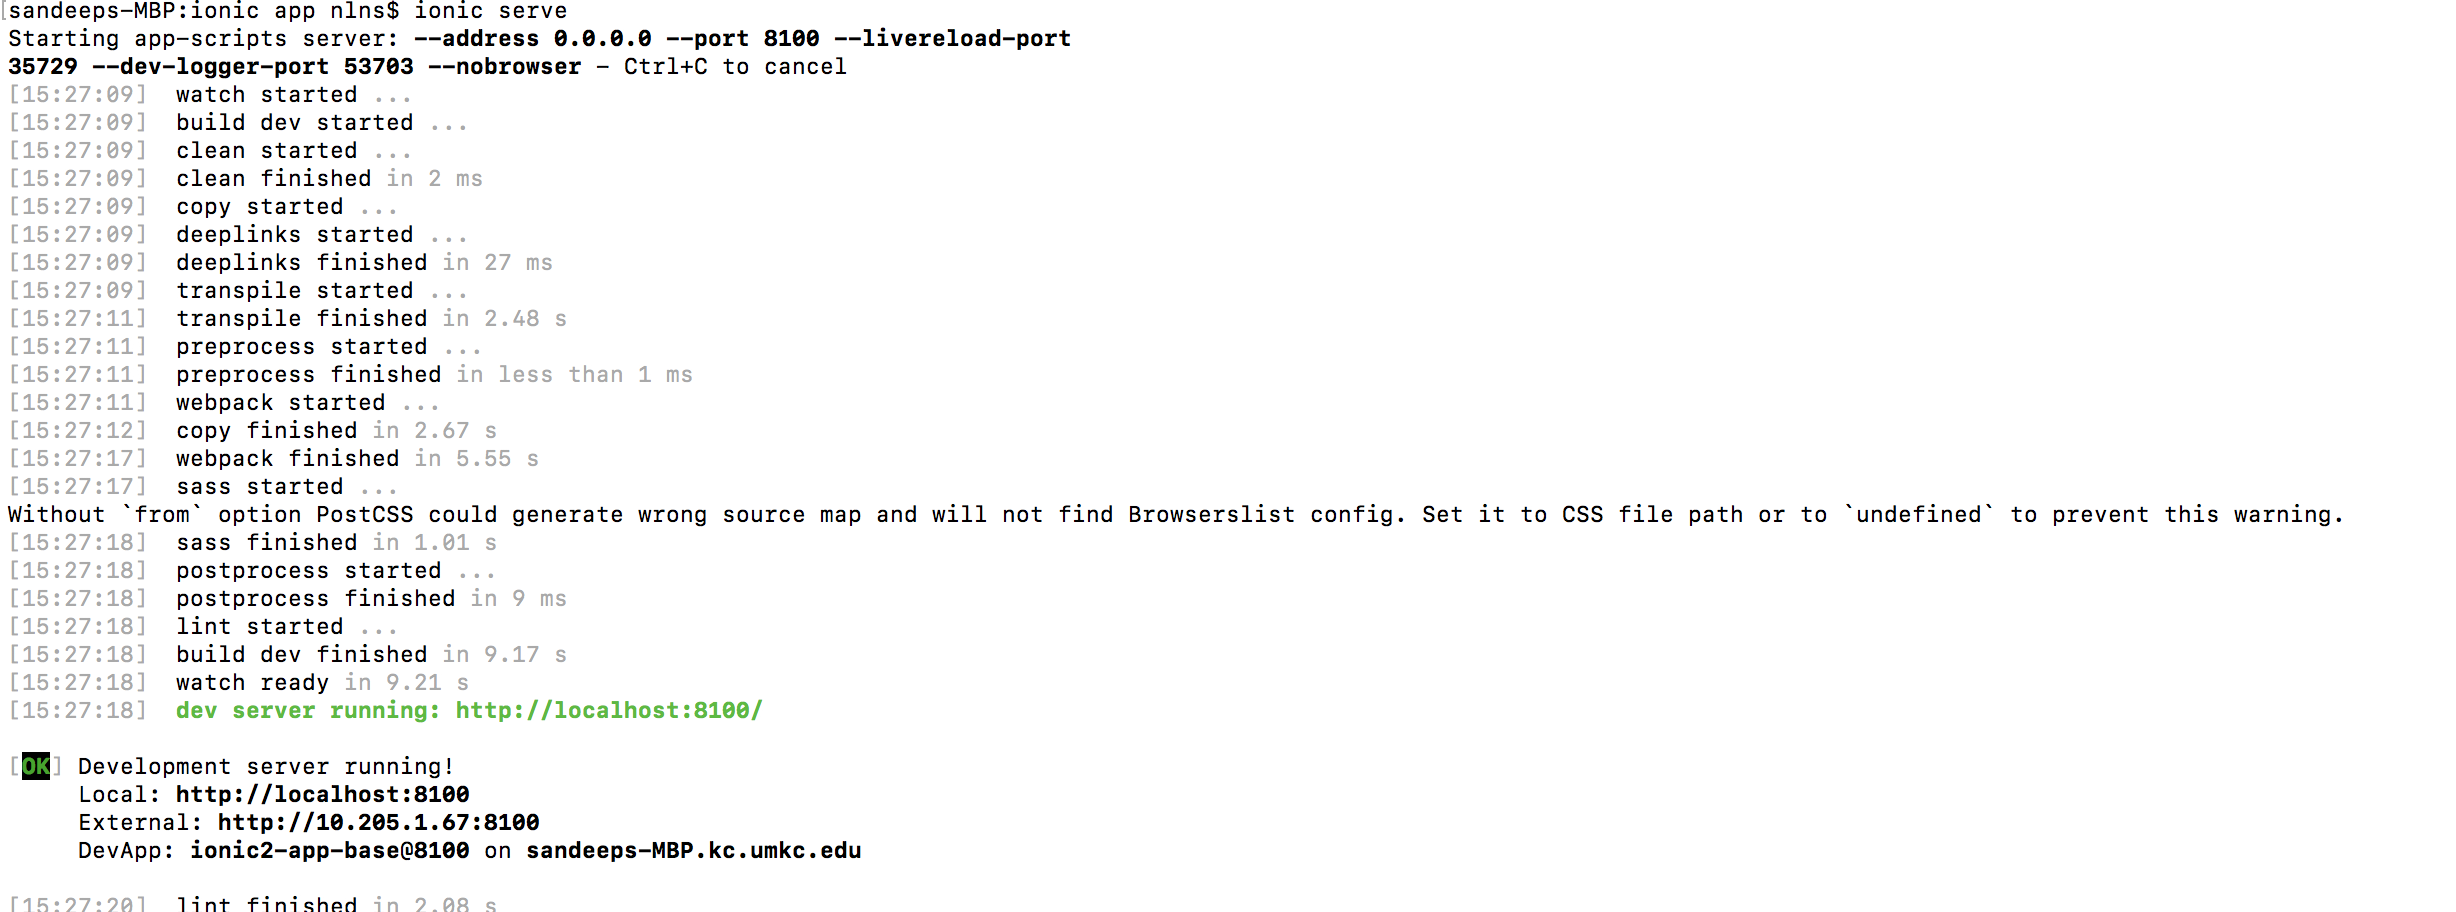 [sandeeps-MBP:ionic app nlns$ ionic serve
Starting app-scripts server: --address 0.0.0.0 --port 8100 --livereload-port
35729 --dev-logger-port 53703 --nobrowser - Ctrl+C to cancel
[15:27:09]  watch started ...
[15:27:09]  build dev started ...
[15:27:09]  clean started ...
[15:27:09]  clean finished in 2 ms
[15:27:09]  copy started ...
[15:27:09]  deeplinks started ...
[15:27:09]  deeplinks finished in 27 ms
[15:27:09]  transpile started ...
[15:27:11]  transpile finished in 2.48 s
[15:27:11]  preprocess started ...
[15:27:11]  preprocess finished in less than 1 ms
[15:27:11]  webpack started ...
[15:27:12]  copy finished in 2.67 s
[15:27:17]  webpack finished in 5.55 s
[15:27:17]  sass started ...
Without `from` option PostCSS could generate wrong source map and will not find Browserslist config. Set it to CSS file path or to `undefined` to prevent this warning.
[15:27:18]  sass finished in 1.01 s
[15:27:18]  postprocess started ...
[15:27:18]  postprocess finished in 9 ms
[15:27:18]  lint started ...
[15:27:18]  build dev finished in 9.17 s
[15:27:18]  watch ready in 9.21 s
[15:27:18]  dev server running: http://localhost:8100/
[OK] Development server running!
Local: http://localhost:8100
External: http://10.205.1.67:8100
DevApp: ionic2-app-base@8100 on sandeeps-MBP.kc.umkc.edu
[15:27:20]  lint finished in 2.08 s